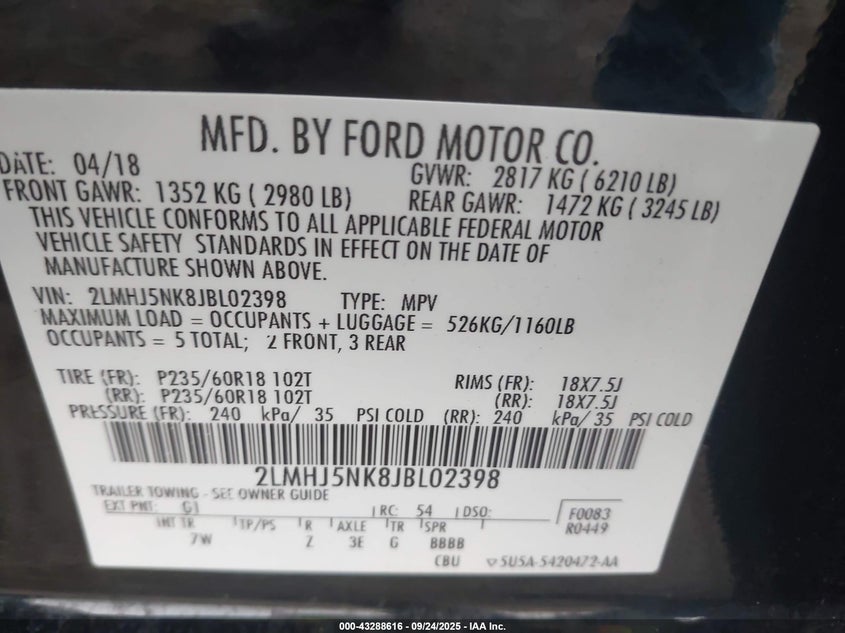 MFD. BY FORD MOTOR CO.
DATE: 04/18 GVWR: 2817 KG ( 6210 LB)
FRONT GAWR: 1352 KG ( 2980 LB) REAR GAWR: 1472 KG ( 3245 LB)
THIS VEHICLE CONFORMS TO ALL APPLICABLE FEDERAL MOTOR
VEHICLE SAFETY STANDARDS IN EFFECT ON THE DATE OF
MANUFACTURE SHOWN ABOVE.
VIN: 2LMHJ5NK8JBL02398 TYPE: MPV
MAXIMUM LOAD = OCCUPANTS + LUGGAGE = 526KG/1160LB
OCCUPANTS = 5 TOTAL; 2 FRONT, 3 REAR
TIRE (FR): P235/60R18 102T RIMS (FR): 18X7.5J
(RR): P235/60R18 102T (RR): 18X7.5J
PRESSURE (FR): 240 kPa/ 35 PSI COLD (RR): 240 kPa/ 35 PSI COLD
2LMHJ5NK8JBL02398
TRAILER TOWING - SEE OWNER GUIDE
EXT PNT: G1 RC: 54 DSO: F0083
R0449
INT TR TP/PS R AXLE TR SPR
7W 2 3E G BBBB
CBU 5U5A-5420472-AA
000-43288616 - 09/24/2025 - IAA Inc.